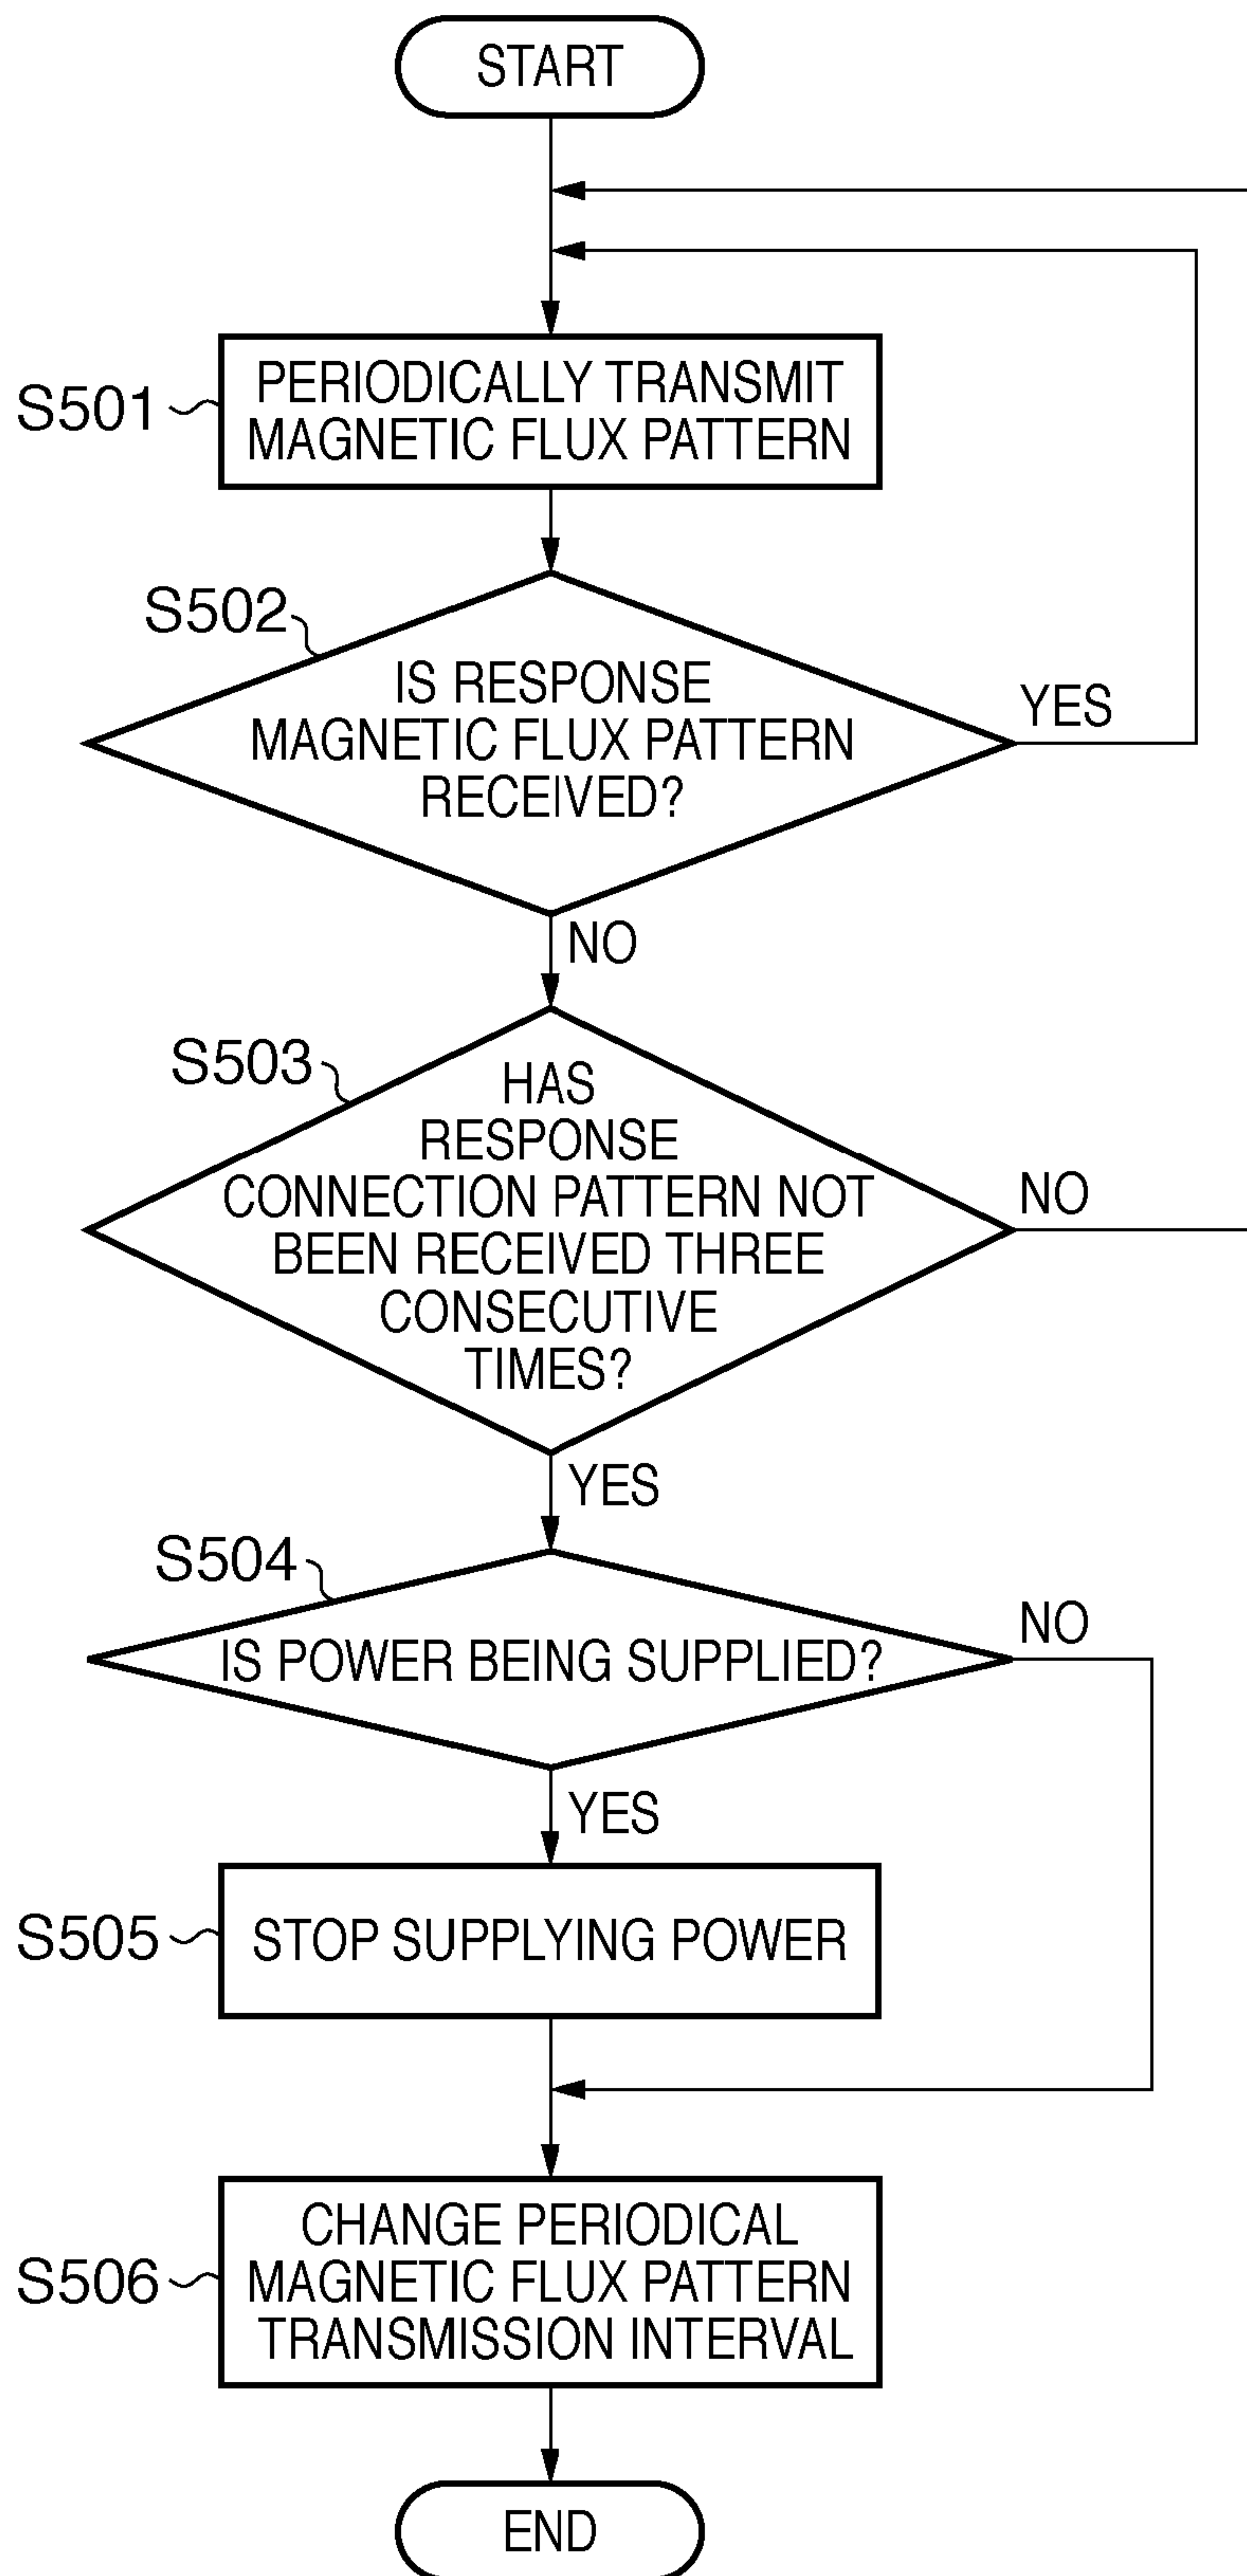 START
S501
PERIODICALLY TRANSMIT
MAGNETIC FLUX PATTERN
S502
IS RESPONSE
MAGNETIC FLUX PATTERN
RECEIVED?
YES
NO
S503
HAS
RESPONSE
CONNECTION PATTERN NOT
BEEN RECEIVED THREE
CONSECUTIVE
TIMES?
NO
YES
S504
IS POWER BEING SUPPLIED?
NO
YES
S505
STOP SUPPLYING POWER
S506
CHANGE PERIODICAL
MAGNETIC FLUX PATTERN
TRANSMISSION INTERVAL
END